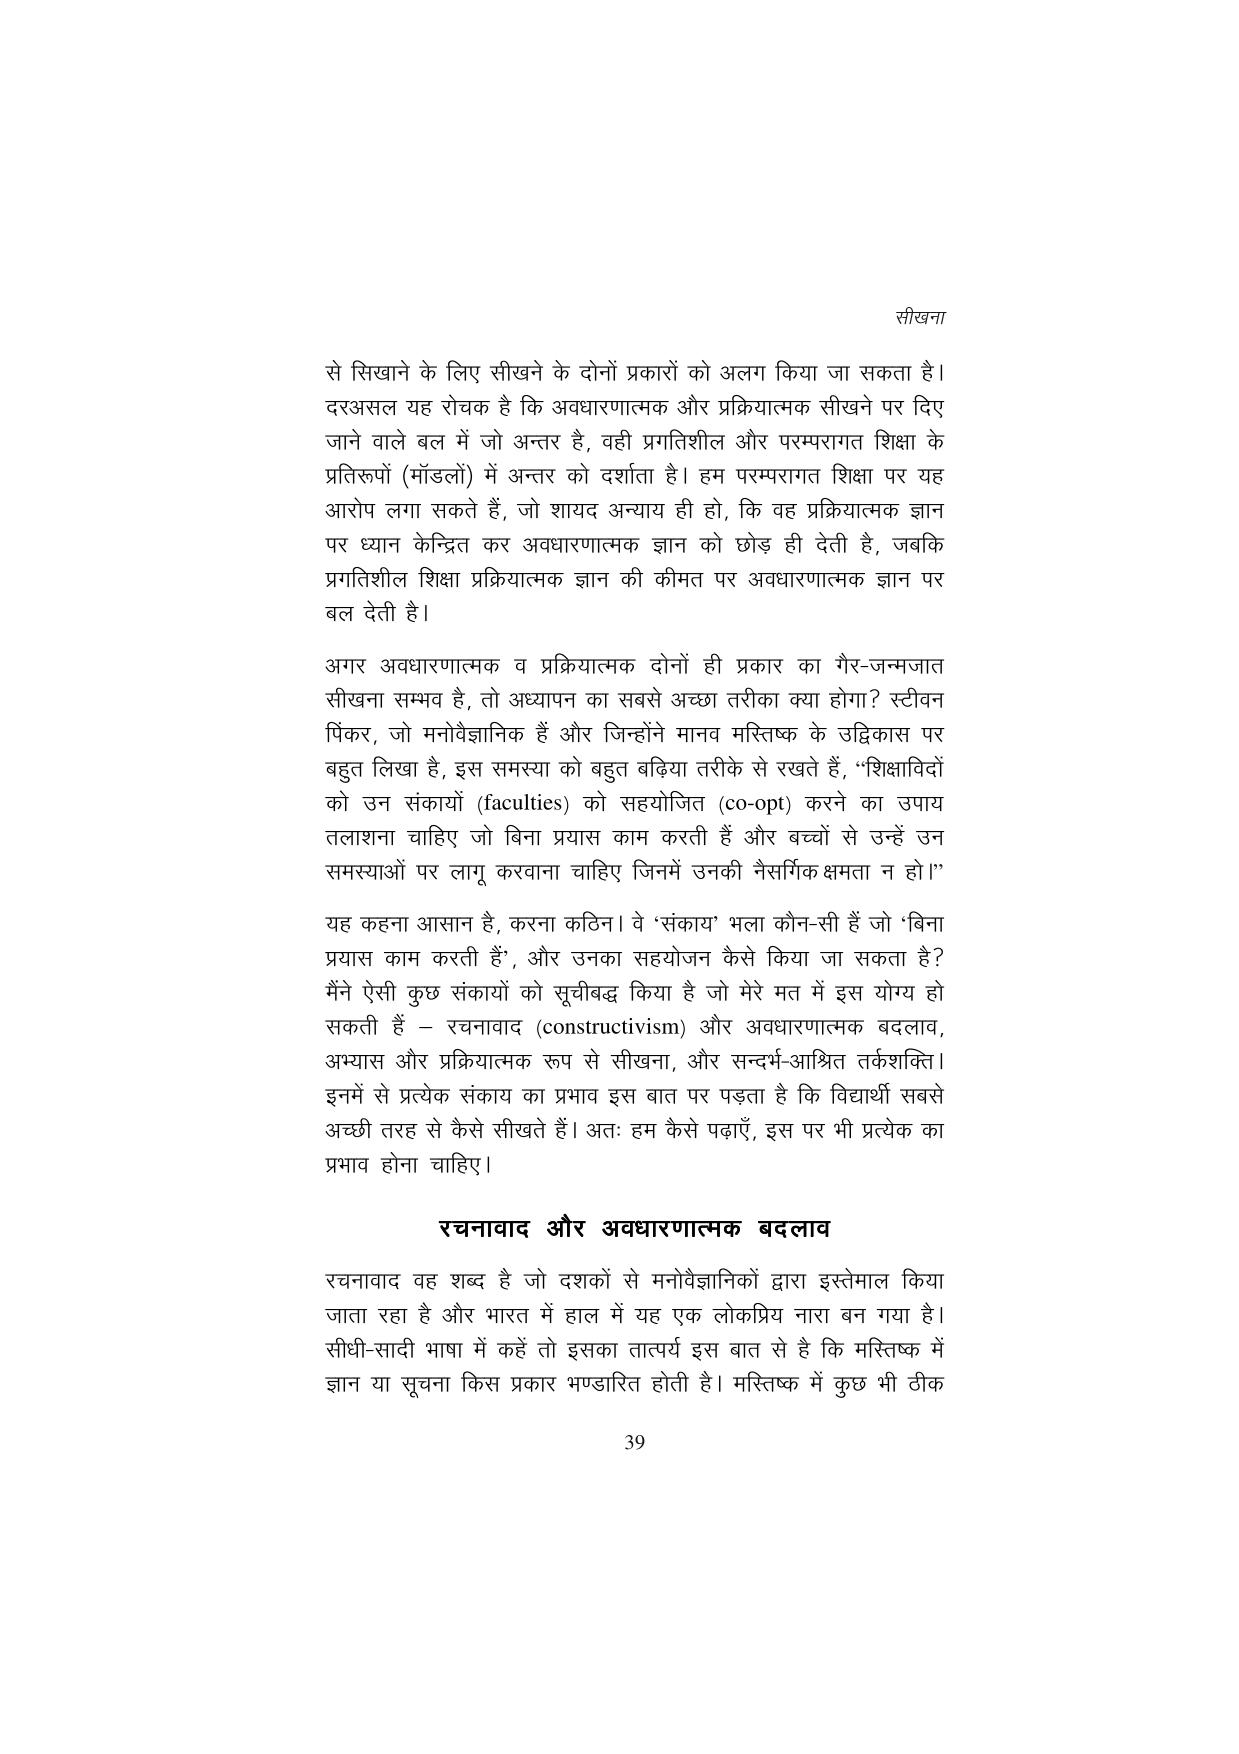 सीखना
से सिखाने के लिए सीखने के दोनों प्रकारों को अलग किया जा सकता है।
दरअसल यह रोचक है कि अवधारणात्मक और प्रक्रियात्मक सीखने पर दिए
जाने वाले बल में जो अन्तर है, वही प्रगतिशील और परम्परागत शिक्षा के
प्रतिरूपों (मॉडलों) में अन्तर को दर्शाता है। हम परम्परागत शिक्षा पर यह
आरोप लगा सकते हैं, जो शायद अन्याय ही हो, कि वह प्रक्रियात्मक ज्ञान
पर ध्यान केन्द्रित कर अवधारणात्मक ज्ञान को छोड़ ही देती है, जबकि
प्रगतिशील शिक्षा प्रक्रियात्मक ज्ञान की कीमत पर अवधारणात्मक ज्ञान पर
बल देती है।
अगर अवधारणात्मक व प्रक्रियात्मक दोनों ही प्रकार का गैर-जन्मजात
सीखना सम्भव है, तो अध्यापन का सबसे अच्छा तरीका क्या होगा? स्टीवन
पिंकर, जो मनोवैज्ञानिक हैं और जिन्होंने मानव मस्तिष्क के उद्विकास पर
बहुत लिखा है, इस समस्या को बहुत बढ़िया तरीके से रखते हैं, “शिक्षाविदों
को उन संकायों (faculties) को सहयोजित (co-opt) करने का उपाय
तलाशना चाहिए जो बिना प्रयास काम करती हैं और बच्चों से उन्हें उन
समस्याओं पर लागू करवाना चाहिए जिनमें उनकी नैसर्गिक क्षमता न हो।”
यह कहना आसान है, करना कठिन। वे ‘संकाय’ भला कौन-सी हैं जो ‘बिना
प्रयास काम करती हैं’, और उनका सहयोजन कैसे किया जा सकता है?
मैंने ऐसी कुछ संकायों को सूचीबद्ध किया है जो मेरे मत में इस योग्य हो
सकती हैं – रचनावाद (constructivism) और अवधारणात्मक बदलाव,
अभ्यास और प्रक्रियात्मक रूप से सीखना, और सन्दर्भ-आश्रित तर्कशक्ति।
इनमें से प्रत्येक संकाय का प्रभाव इस बात पर पड़ता है कि विद्यार्थी सबसे
अच्छी तरह से कैसे सीखते हैं। अतः हम कैसे पढ़ाएँ, इस पर भी प्रत्येक का
प्रभाव होना चाहिए।
रचनावाद और अवधारणात्मक बदलाव
रचनावाद वह शब्द है जो दशकों से मनोवैज्ञानिकों द्वारा इस्तेमाल किया
जाता रहा है और भारत में हाल में यह एक लोकप्रिय नारा बन गया है।
सीधी-सादी भाषा में कहें तो इसका तात्पर्य इस बात से है कि मस्तिष्क में
ज्ञान या सूचना किस प्रकार भण्डारित होती है। मस्तिष्क में कुछ भी ठीक
39